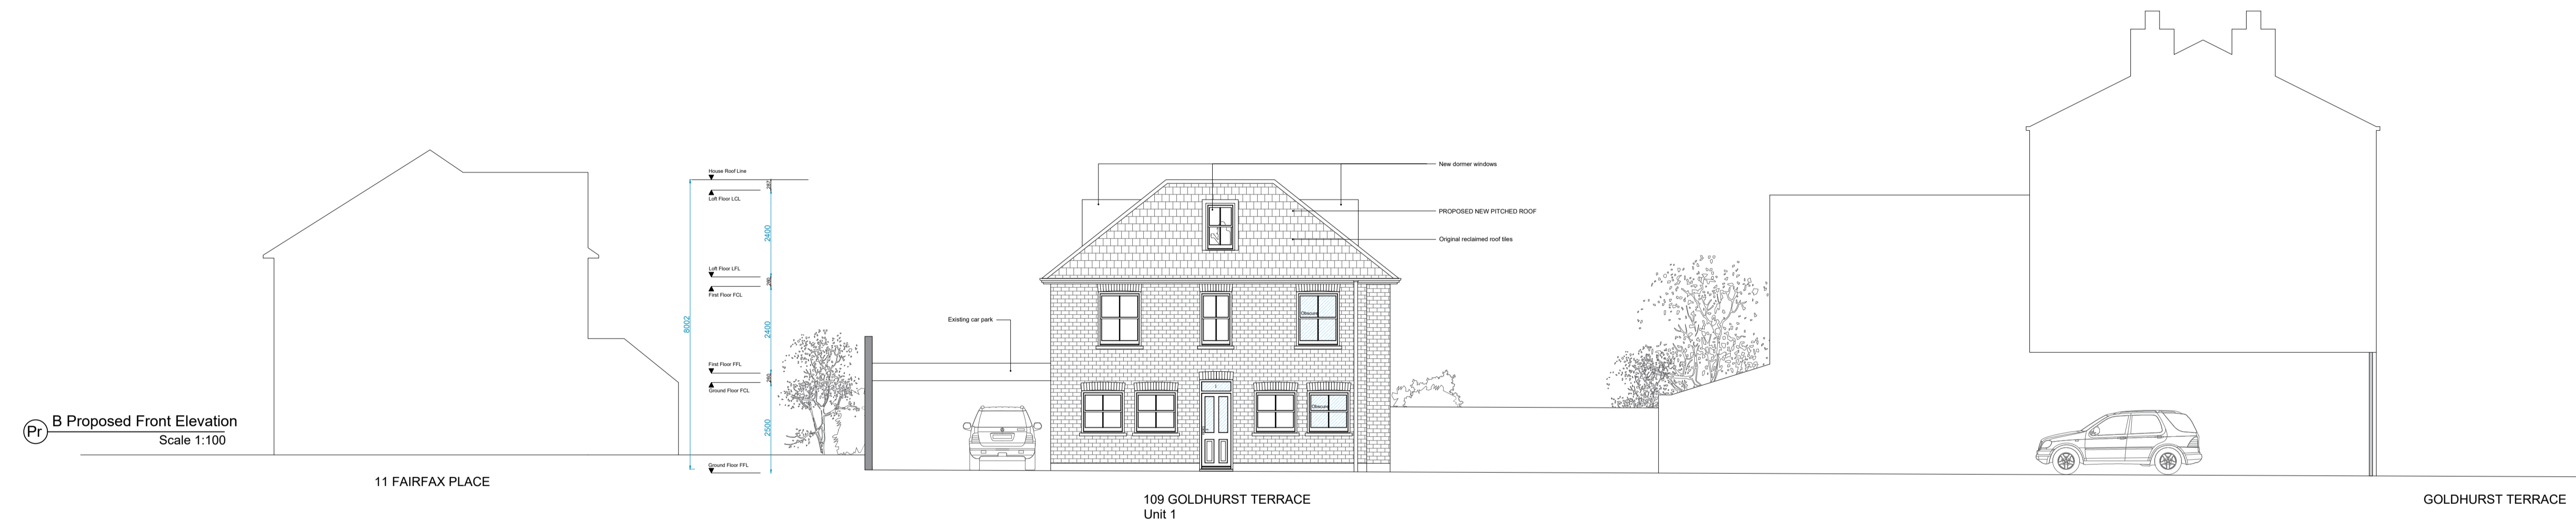 Pr
B Proposed Front Elevation
Scale 1:100
11 FAIRFAX PLACE
House Roof Line
Loft Floor LCL
Loft Floor LFL
First Floor FCL
First Floor FFL
Ground Floor FCL
Ground Floor FFL
8002
2400
2400
2500
Existing car park
New dormer windows
PROPOSED NEW PITCHED ROOF
Original reclaimed roof tiles
Obscure
Obscure
109 GOLDHURST TERRACE
Unit 1
GOLDHURST TERRACE